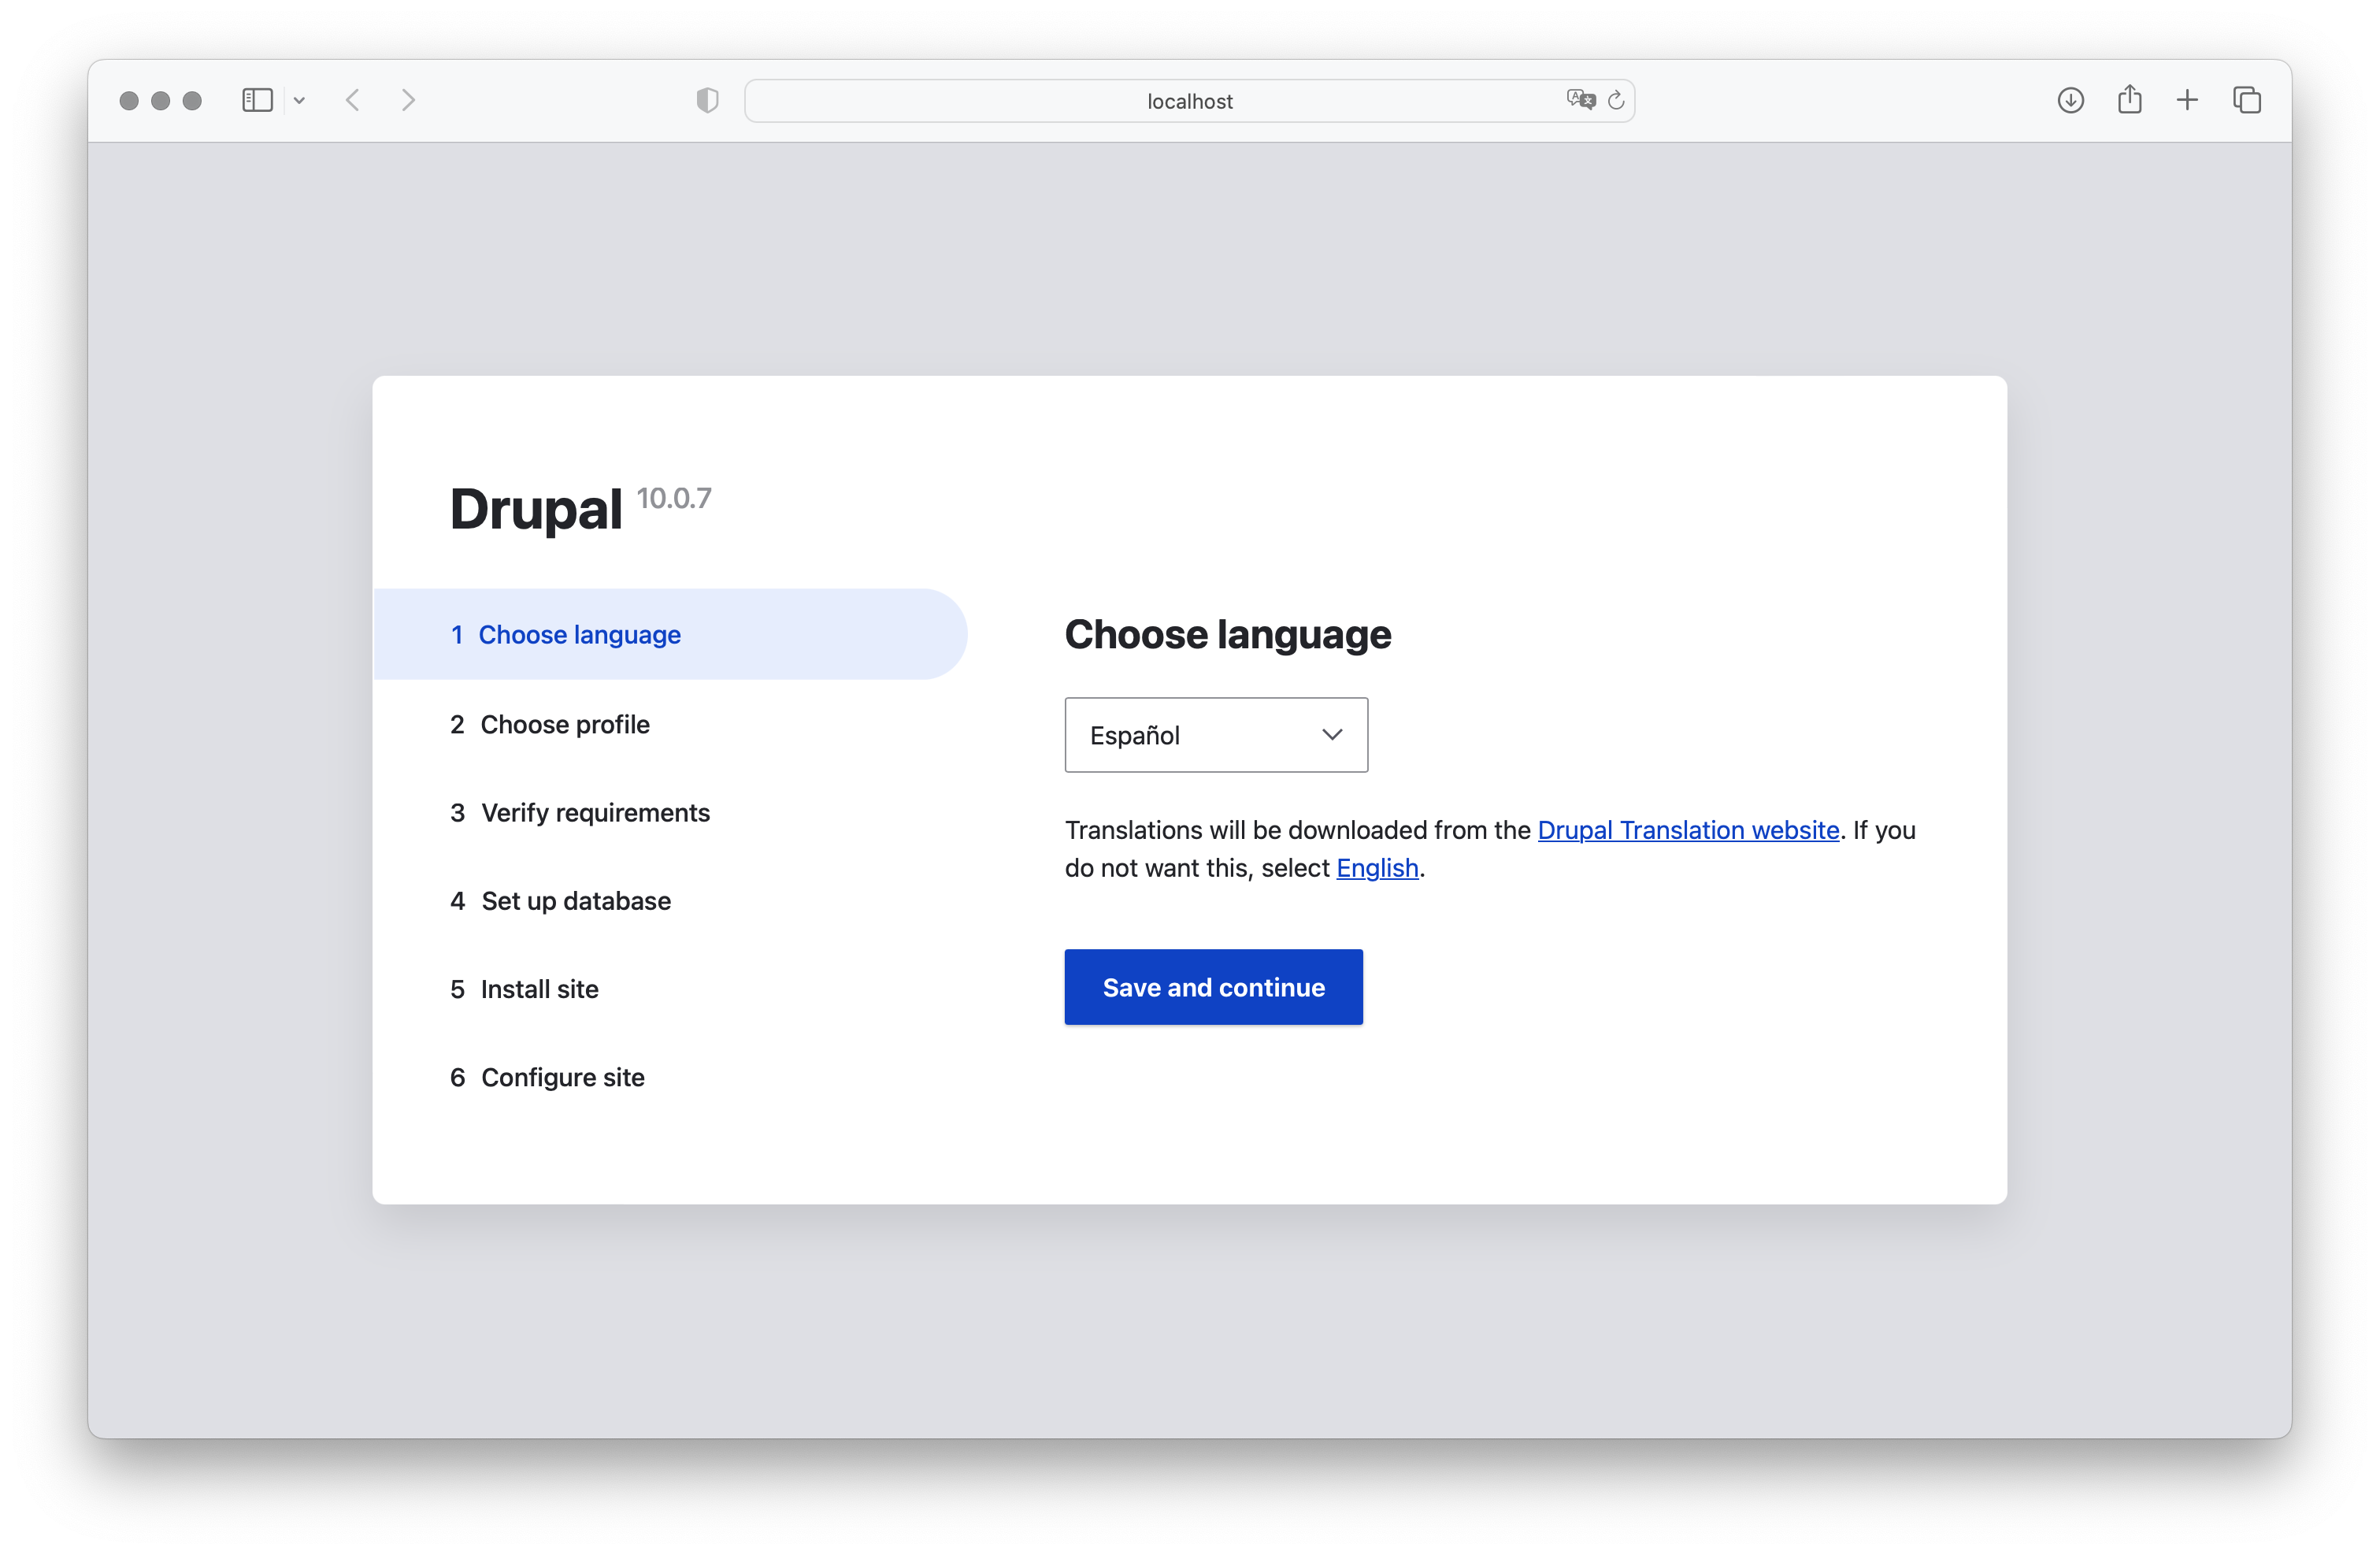 localhost
Drupal 10.0.7
1 Choose language
2 Choose profile
3 Verify requirements
4 Set up database
5 Install site
6 Configure site
Choose language
Español
Translations will be downloaded from the Drupal Translation website. If you
do not want this, select English.
Save and continue